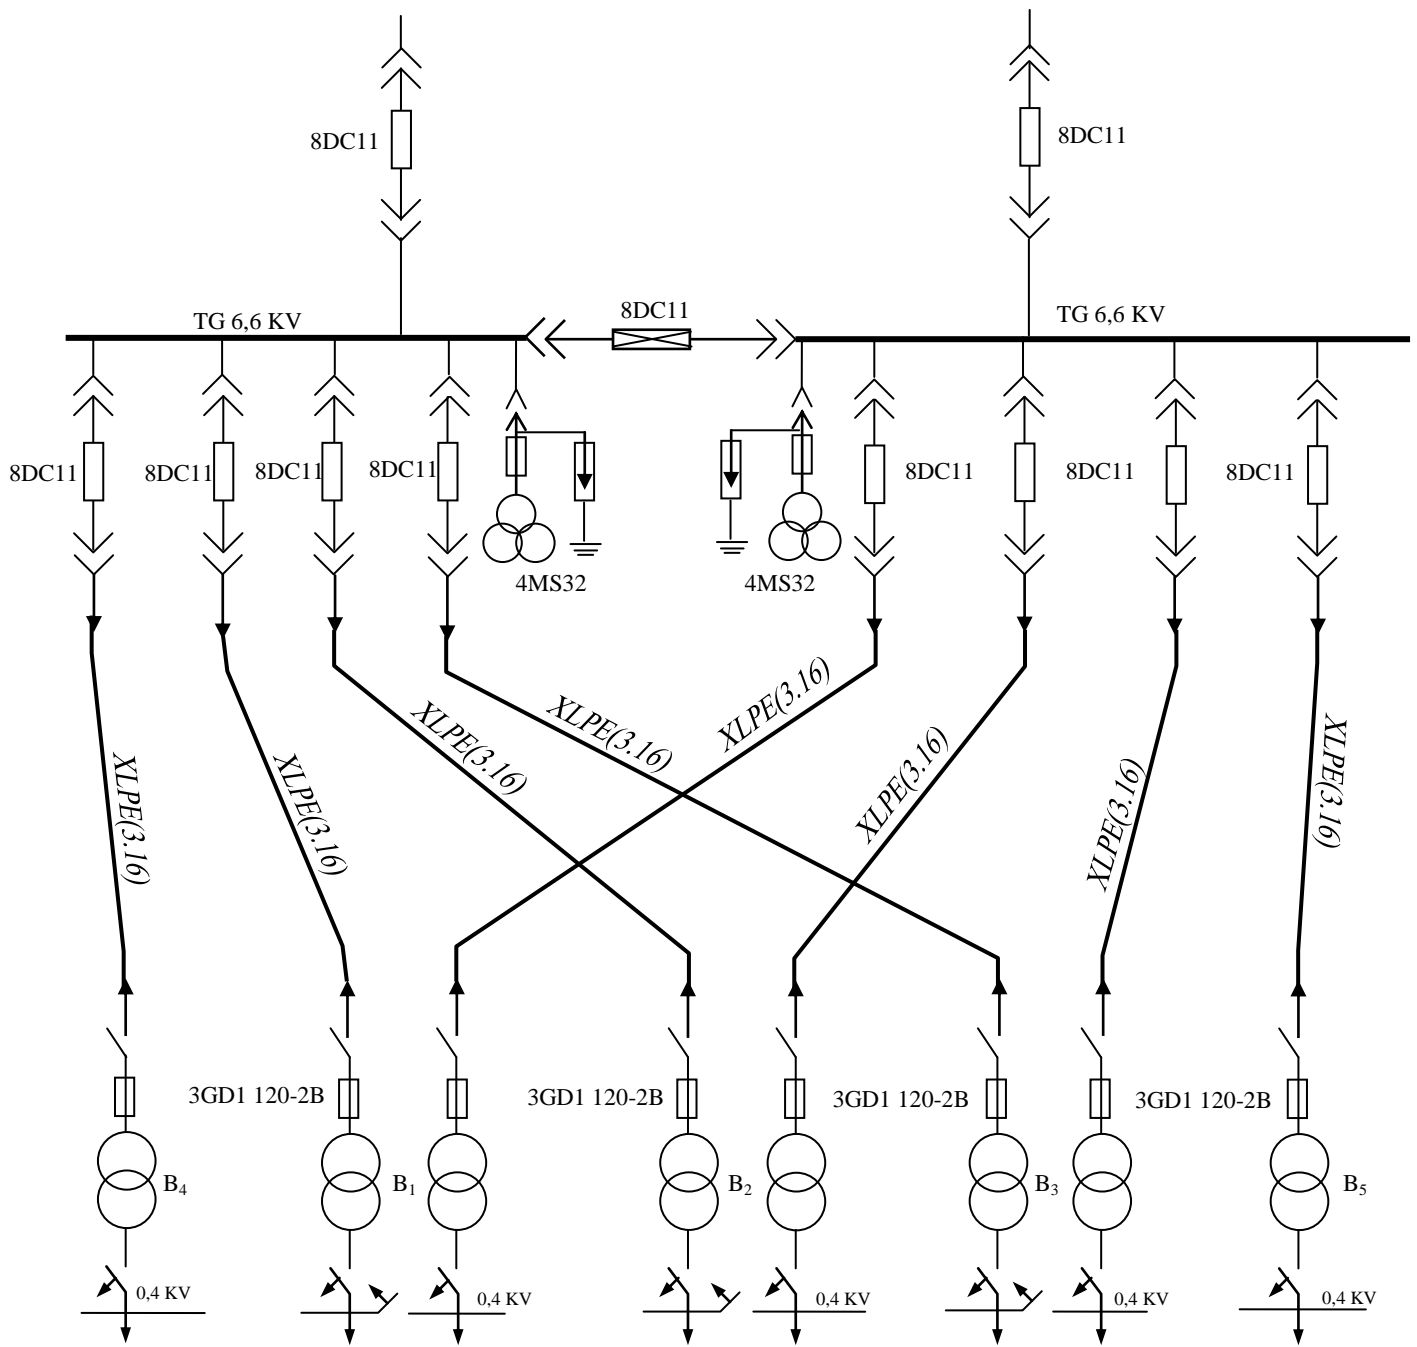 8DC11
8DC11
8DC11
TG 6,6 KV
TG 6,6 KV
8DC11
8DC11
8DC11
8DC11
8DC11
8DC11
8DC11
8DC11
4MS32
4MS32
XLPE(3.16)
XLPE(3.16)
XLPE(3.16)
XLPE(3.16)
XLPE(3.16)
XLPE(3.16)
XLPE(3.16)
XLPE(3.16)
3GD1 120-2B
3GD1 120-2B
3GD1 120-2B
3GD1 120-2B
B4
B1
B2
B3
B5
0,4 KV
0,4 KV
0,4 KV
0,4 KV
0,4 KV